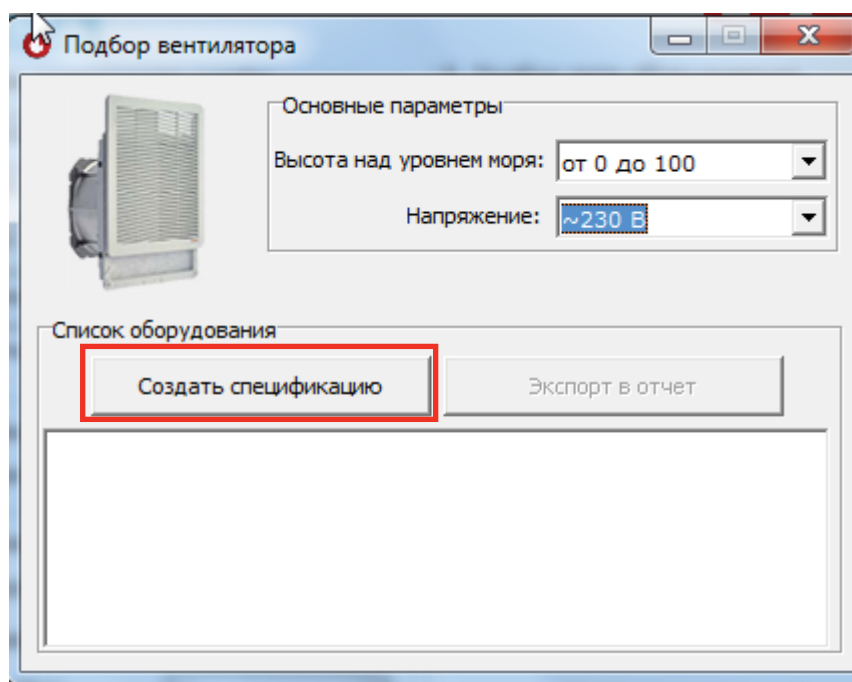 Подбор вентилятора
Основные параметры
Высота над уровнем моря: от 0 до 100
Напряжение: ~230 В
Список оборудования
Создать спецификацию Экспорт в отчет